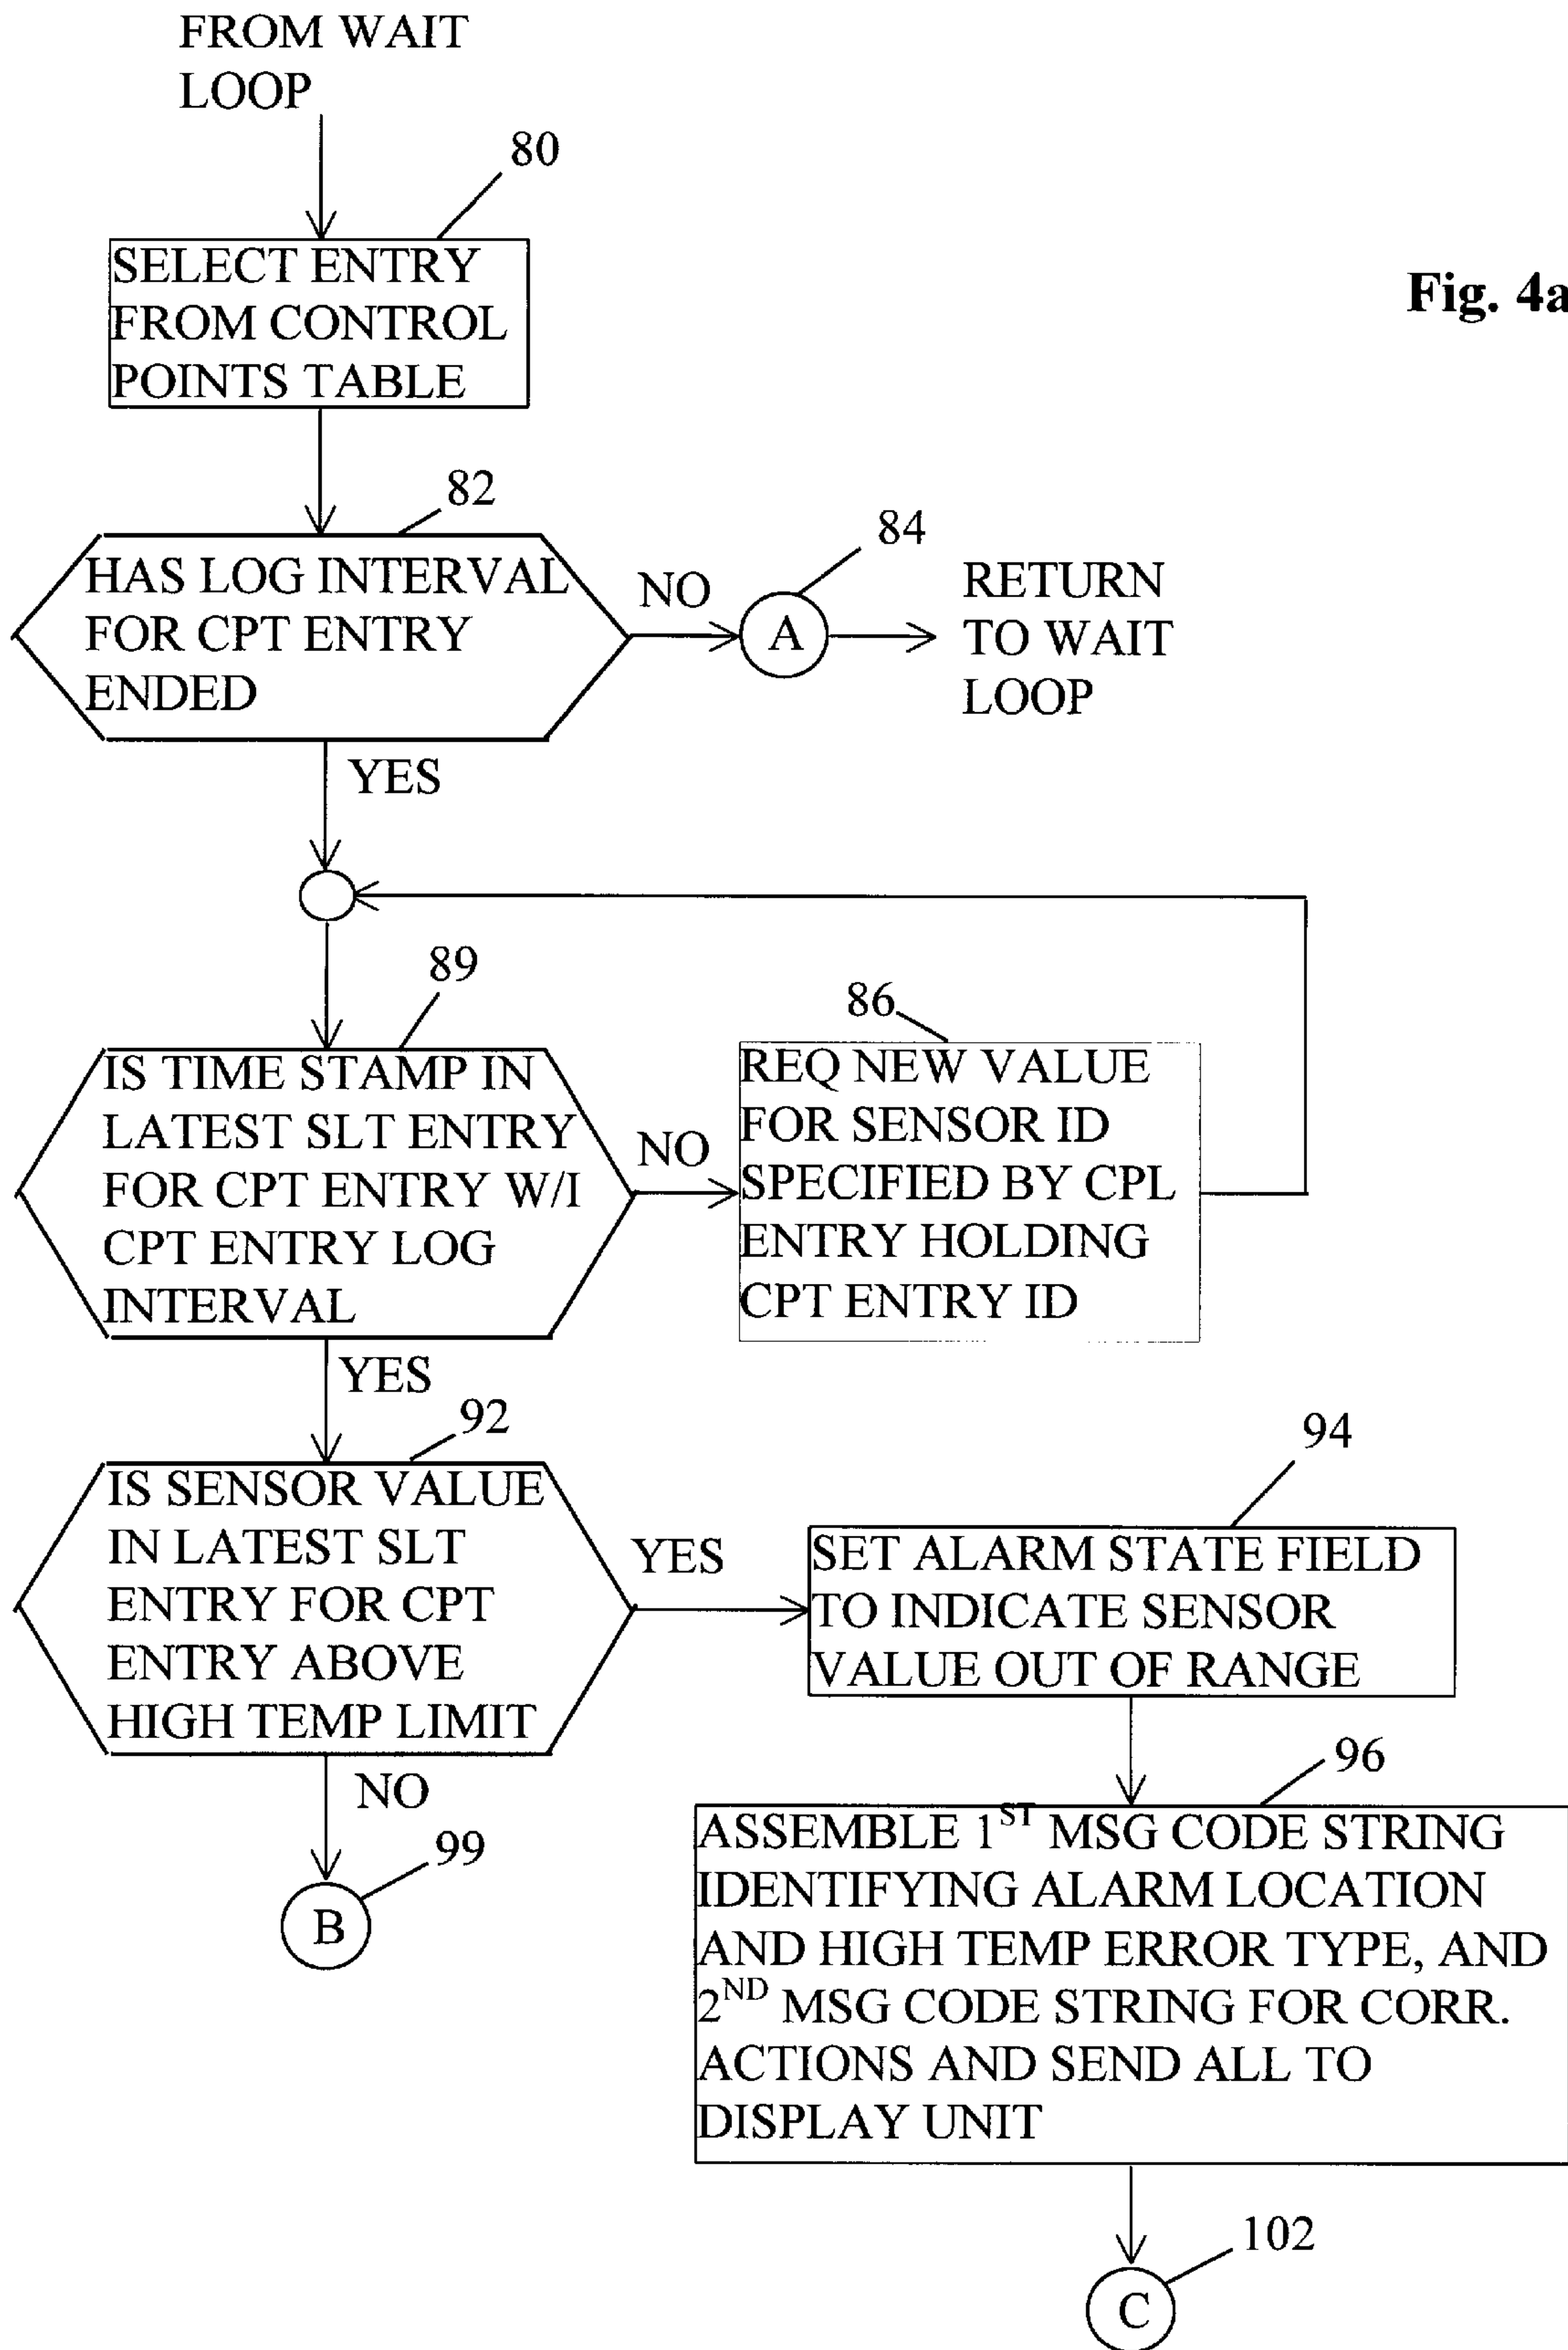 FROM WAIT
LOOP
80
SELECT ENTRY
FROM CONTROL
POINTS TABLE
Fig. 4a
82
HAS LOG INTERVAL
FOR CPT ENTRY
ENDED
NO
84
A
RETURN
TO WAIT
LOOP
YES
89
IS TIME STAMP IN
LATEST SLT ENTRY
FOR CPT ENTRY W/I
CPT ENTRY LOG
INTERVAL
NO
86
REQ NEW VALUE
FOR SENSOR ID
SPECIFIED BY CPL
ENTRY HOLDING
CPT ENTRY ID
YES
92
IS SENSOR VALUE
IN LATEST SLT
ENTRY FOR CPT
ENTRY ABOVE
HIGH TEMP LIMIT
YES
94
SET ALARM STATE FIELD
TO INDICATE SENSOR
VALUE OUT OF RANGE
NO
99
B
96
ASSEMBLE 1ST MSG CODE STRING
IDENTIFYING ALARM LOCATION
AND HIGH TEMP ERROR TYPE, AND
2ND MSG CODE STRING FOR CORR.
ACTIONS AND SEND ALL TO
DISPLAY UNIT
102
C